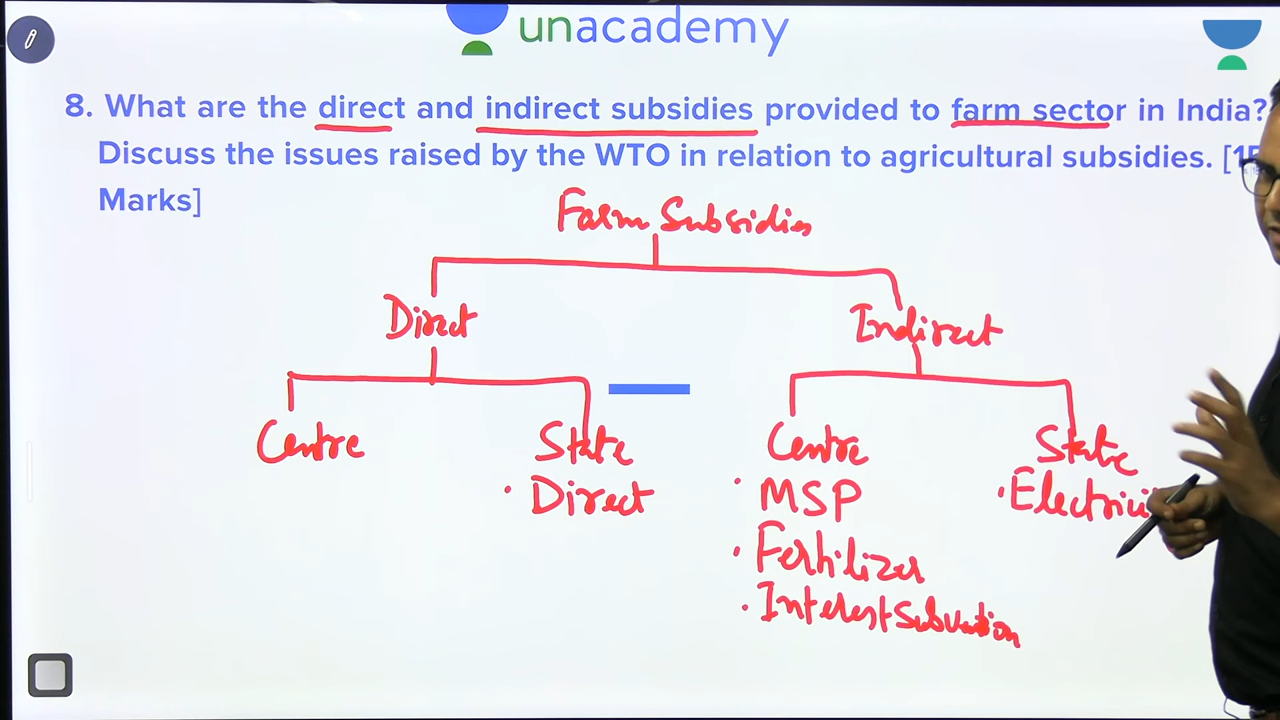 unacademy
8. What are the direct and indirect subsidies provided to farm sector in India?
Discuss the issues raised by the WTO in relation to agricultural subsidies. [15
Marks]
Farm Subsidies
Direct
Indirect
Centre
State
Centre
State
· Direct
· MSP
· Electrici
· Fertilizer
· Interest Subvention